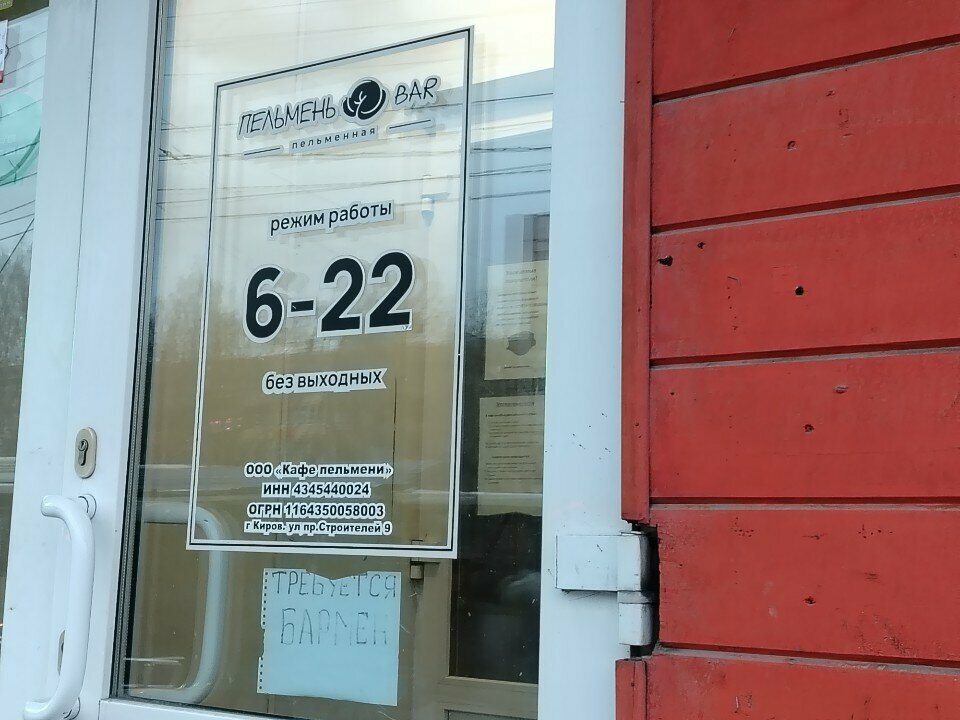 ПЕЛЬМЕНЬ BAR
пельменная
режим работы
6-22
без выходных
ООО «Кафе пельмени»
ИНН 4345440024
ОГРН 1164350058003
г Киров. ул пр.Строителей 9
ТРЕБУЕТСЯ
БАРМЕН